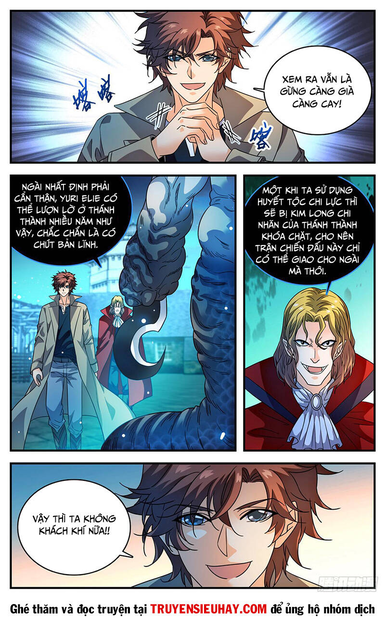 XEM RA VẪN LÀ
GỪNG CÀNG GIÀ
CÀNG CAY!
NGÀI NHẤT ĐỊNH PHẢI
CẨN THẬN, YURI ELIE CÓ
THỂ LƯỢN LỜ Ở THÁNH
THÀNH NHIỀU NĂM NHƯ
VẬY, CHẮC CHẮN LÀ CÓ
CHÚT BẢN LĨNH.
MỘT KHI TA SỬ DỤNG
HUYẾT TỘC CHI LỰC THÌ
SẼ BỊ KIM LONG CHI
NHÃN CỦA THÁNH THÀNH
KHÓA CHẶT, CHO NÊN
TRẬN CHIẾN ĐẤU NÀY CHỈ
CÓ THỂ GIAO CHO NGÀI
MÀ THÔI.
VẬY THÌ TA KHÔNG
KHÁCH KHÍ NỮA!!
Ghé thăm và đọc truyện tại TRUYENSIEUHAY.COM để ủng hộ nhóm dịch